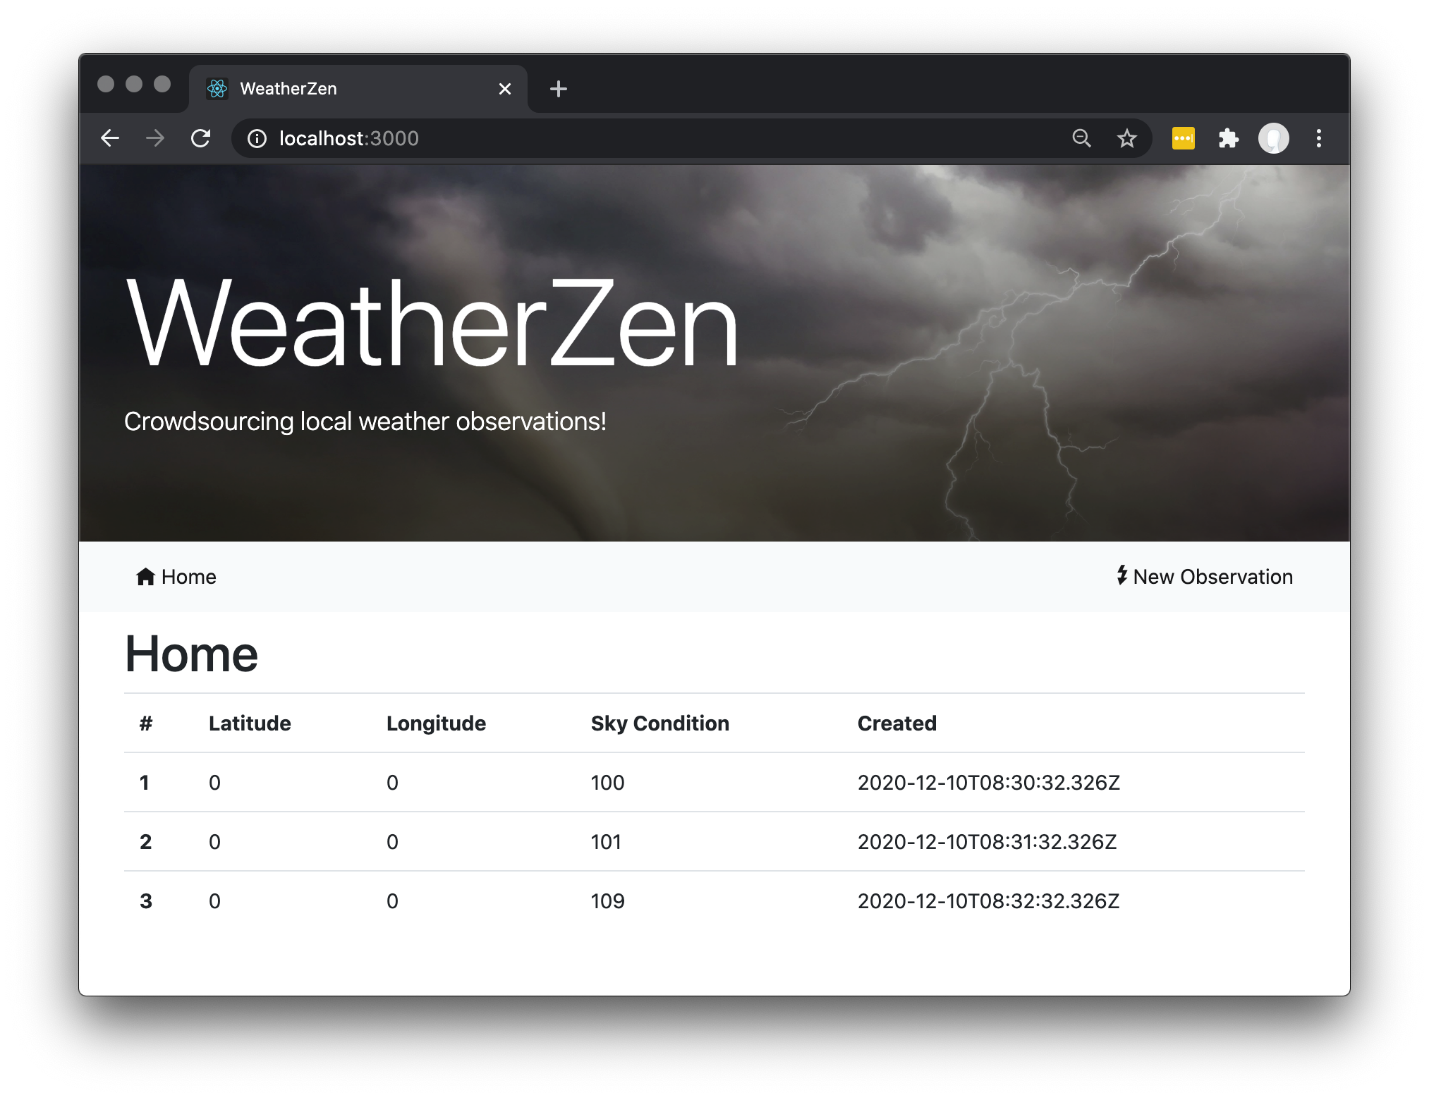 WeatherZen
localhost:3000
WeatherZen
Crowdsourcing local weather observations!
Home New Observation
Home
# Latitude Longitude Sky Condition Created
1 0 0 100 2020-12-10T08:30:32.326Z
2 0 0 101 2020-12-10T08:31:32.326Z
3 0 0 109 2020-12-10T08:32:32.326Z